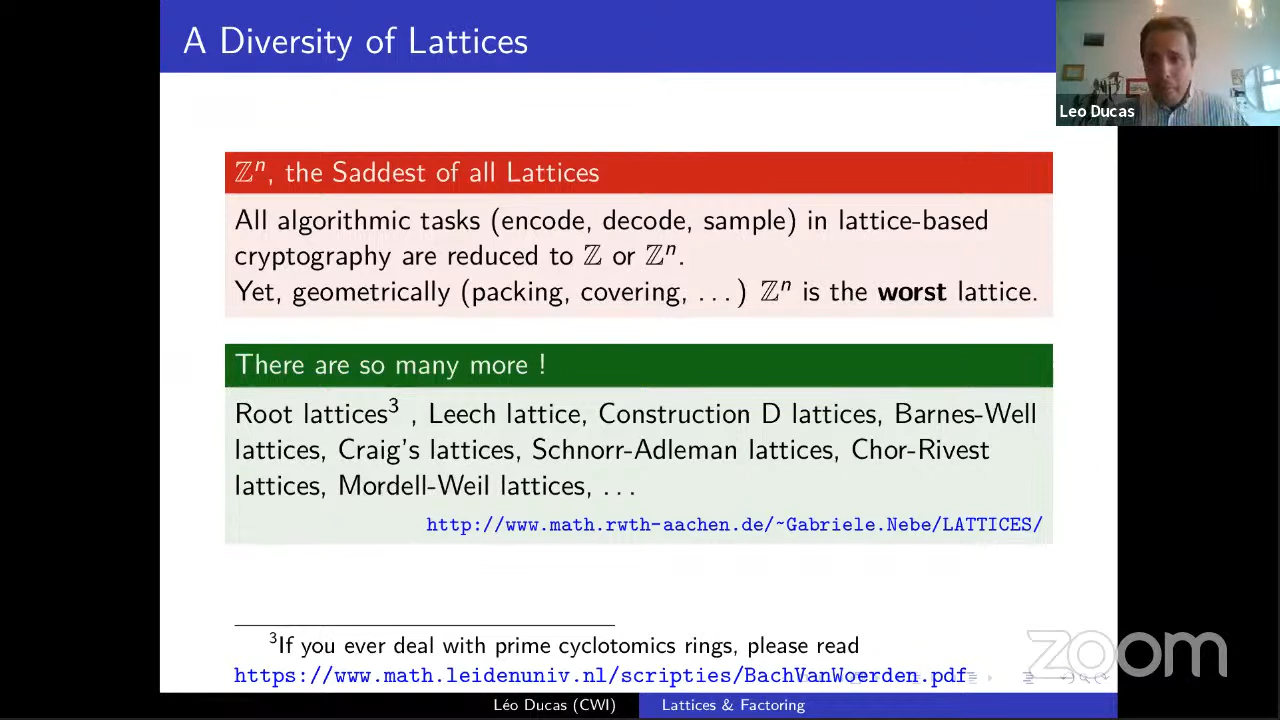 A Diversity of Lattices
Leo Ducas
ℤⁿ, the Saddest of all Lattices
All algorithmic tasks (encode, decode, sample) in lattice-based
cryptography are reduced to ℤ or ℤⁿ.
Yet, geometrically (packing, covering, . . . ) ℤⁿ is the worst lattice.
There are so many more !
Root lattices³ , Leech lattice, Construction D lattices, Barnes-Well
lattices, Craig's lattices, Schnorr-Adleman lattices, Chor-Rivest
lattices, Mordell-Weil lattices, . . .
http://www.math.rwth-aachen.de/~Gabriele.Nebe/LATTICES/
³If you ever deal with prime cyclotomics rings, please read
https://www.math.leidenuniv.nl/scripties/BachVanWoerden.pdf
zoom
Léo Ducas (CWI)
Lattices & Factoring